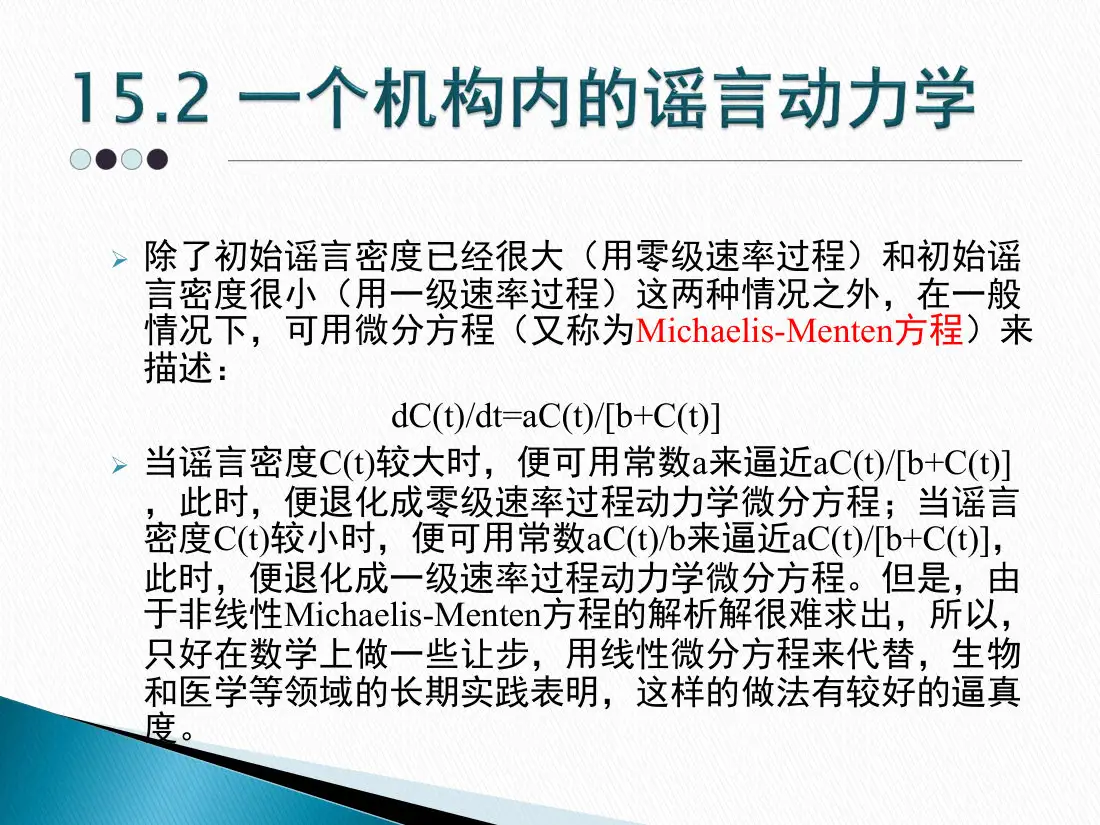 15.2 一个机构内的谣言动力学
除了初始谣言密度已经很大（用零级速率过程）和初始谣
言密度很小（用一级速率过程）这两种情况之外，在一般
情况下，可用微分方程（又称为Michaelis-Menten方程）来
描述：
dC(t)/dt=aC(t)/[b+C(t)]
当谣言密度C(t)较大时，便可用常数a来逼近aC(t)/[b+C(t)]
，此时，便退化成零级速率过程动力学微分方程；当谣言
密度C(t)较小时，便可用常数aC(t)/b来逼近aC(t)/[b+C(t)]，
此时，便退化成一级速率过程动力学微分方程。但是，由
于非线性Michaelis-Menten方程的解析解很难求出，所以，
只好在数学上做一些让步，用线性微分方程来代替，生物
和医学等领域的长期实践表明，这样的做法有较好的逼真
度。